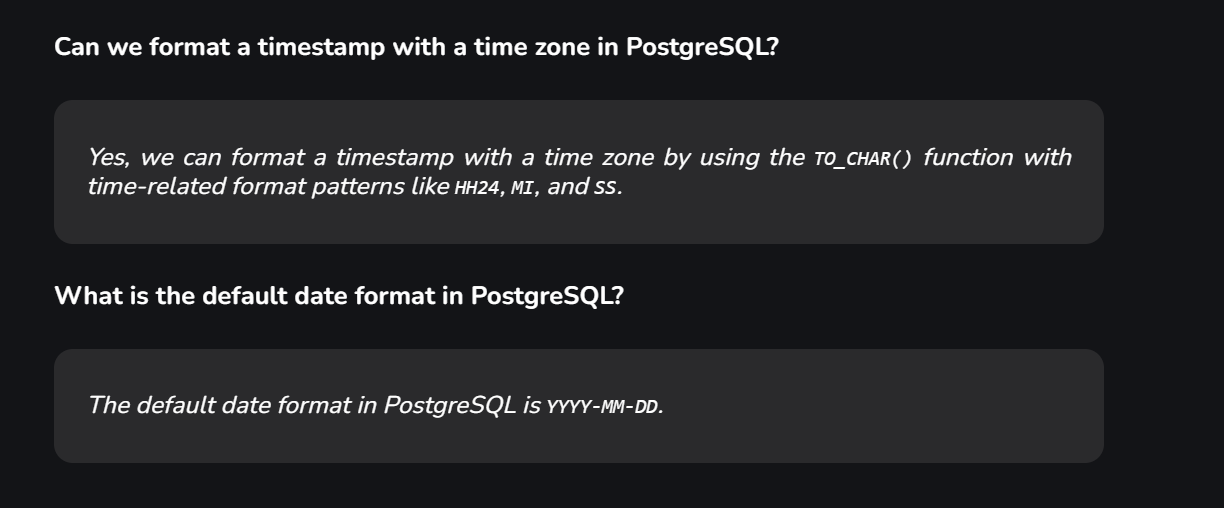 Can we format a timestamp with a time zone in PostgreSQL?
Yes, we can format a timestamp with a time zone by using the TO_CHAR() function with
time-related format patterns like HH24, MI, and SS.
What is the default date format in PostgreSQL?
The default date format in PostgreSQL is YYYY-MM-DD.